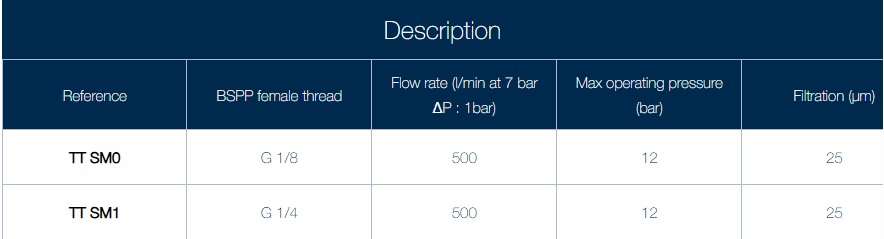 Description
Reference BSPP female thread Flow rate (l/min at 7 bar ΔP : 1bar) Max operating pressure (bar) Filtration (µm)
TT SM0 G 1/8 500 12 25
TT SM1 G 1/4 500 12 25